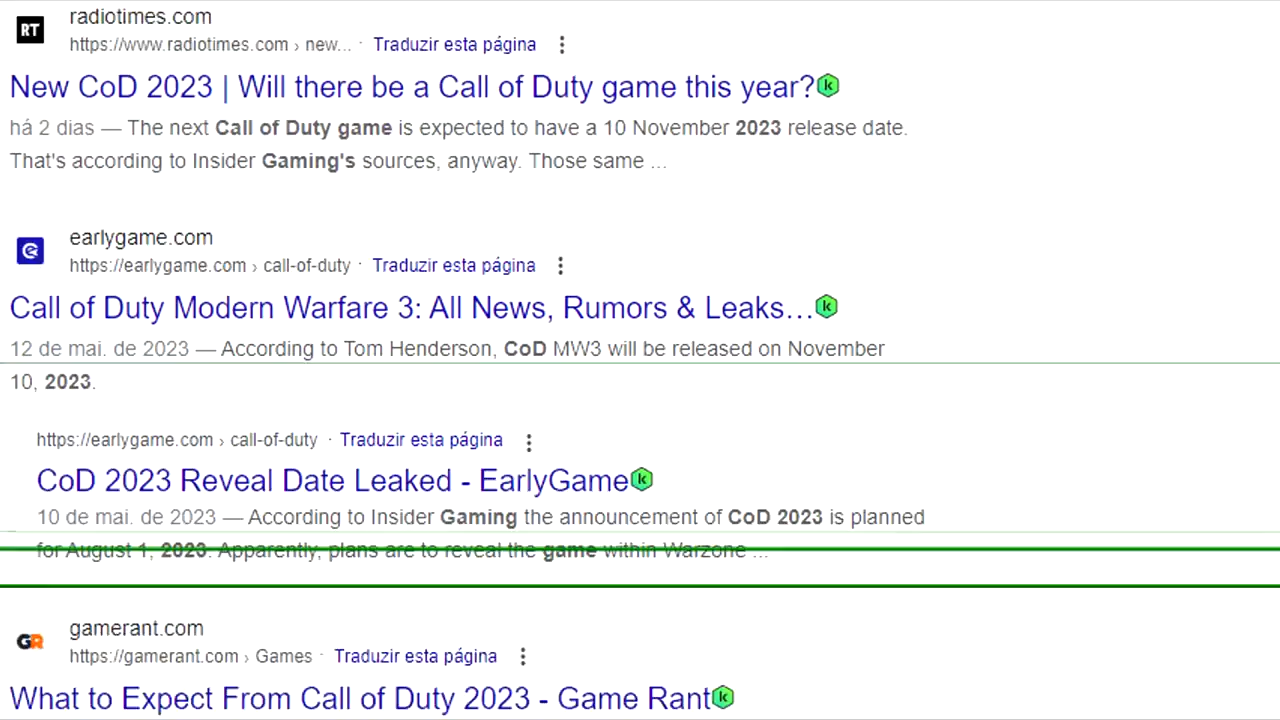 RT
radiotimes.com
https://www.radiotimes.com › new... · Traduzir esta página
New CoD 2023 | Will there be a Call of Duty game this year?
há 2 dias — The next Call of Duty game is expected to have a 10 November 2023 release date.
That's according to Insider Gaming's sources, anyway. Those same ...
earlygame.com
https://earlygame.com › call-of-duty · Traduzir esta página
Call of Duty Modern Warfare 3: All News, Rumors & Leaks...
12 de mai. de 2023 — According to Tom Henderson, CoD MW3 will be released on November
10, 2023.
https://earlygame.com › call-of-duty · Traduzir esta página
CoD 2023 Reveal Date Leaked - EarlyGame
10 de mai. de 2023 — According to Insider Gaming the announcement of CoD 2023 is planned
for August 1, 2023. Apparently, plans are to reveal the game within Warzone ...
GR
gamerant.com
https://gamerant.com › Games · Traduzir esta página
What to Expect From Call of Duty 2023 - Game Rant